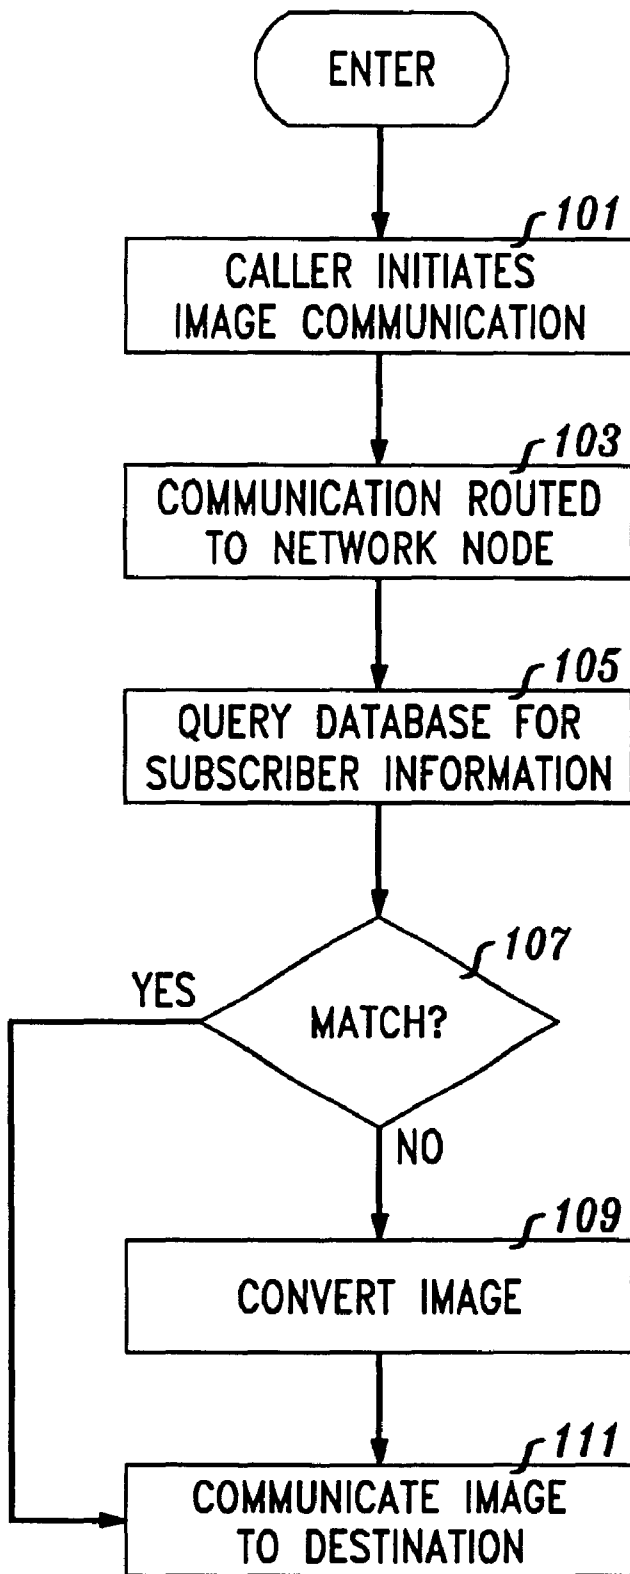 ENTER
101
CALLER INITIATES
IMAGE COMMUNICATION
103
COMMUNICATION ROUTED
TO NETWORK NODE
105
QUERY DATABASE FOR
SUBSCRIBER INFORMATION
107
YES
MATCH?
NO
109
CONVERT IMAGE
111
COMMUNICATE IMAGE
TO DESTINATION